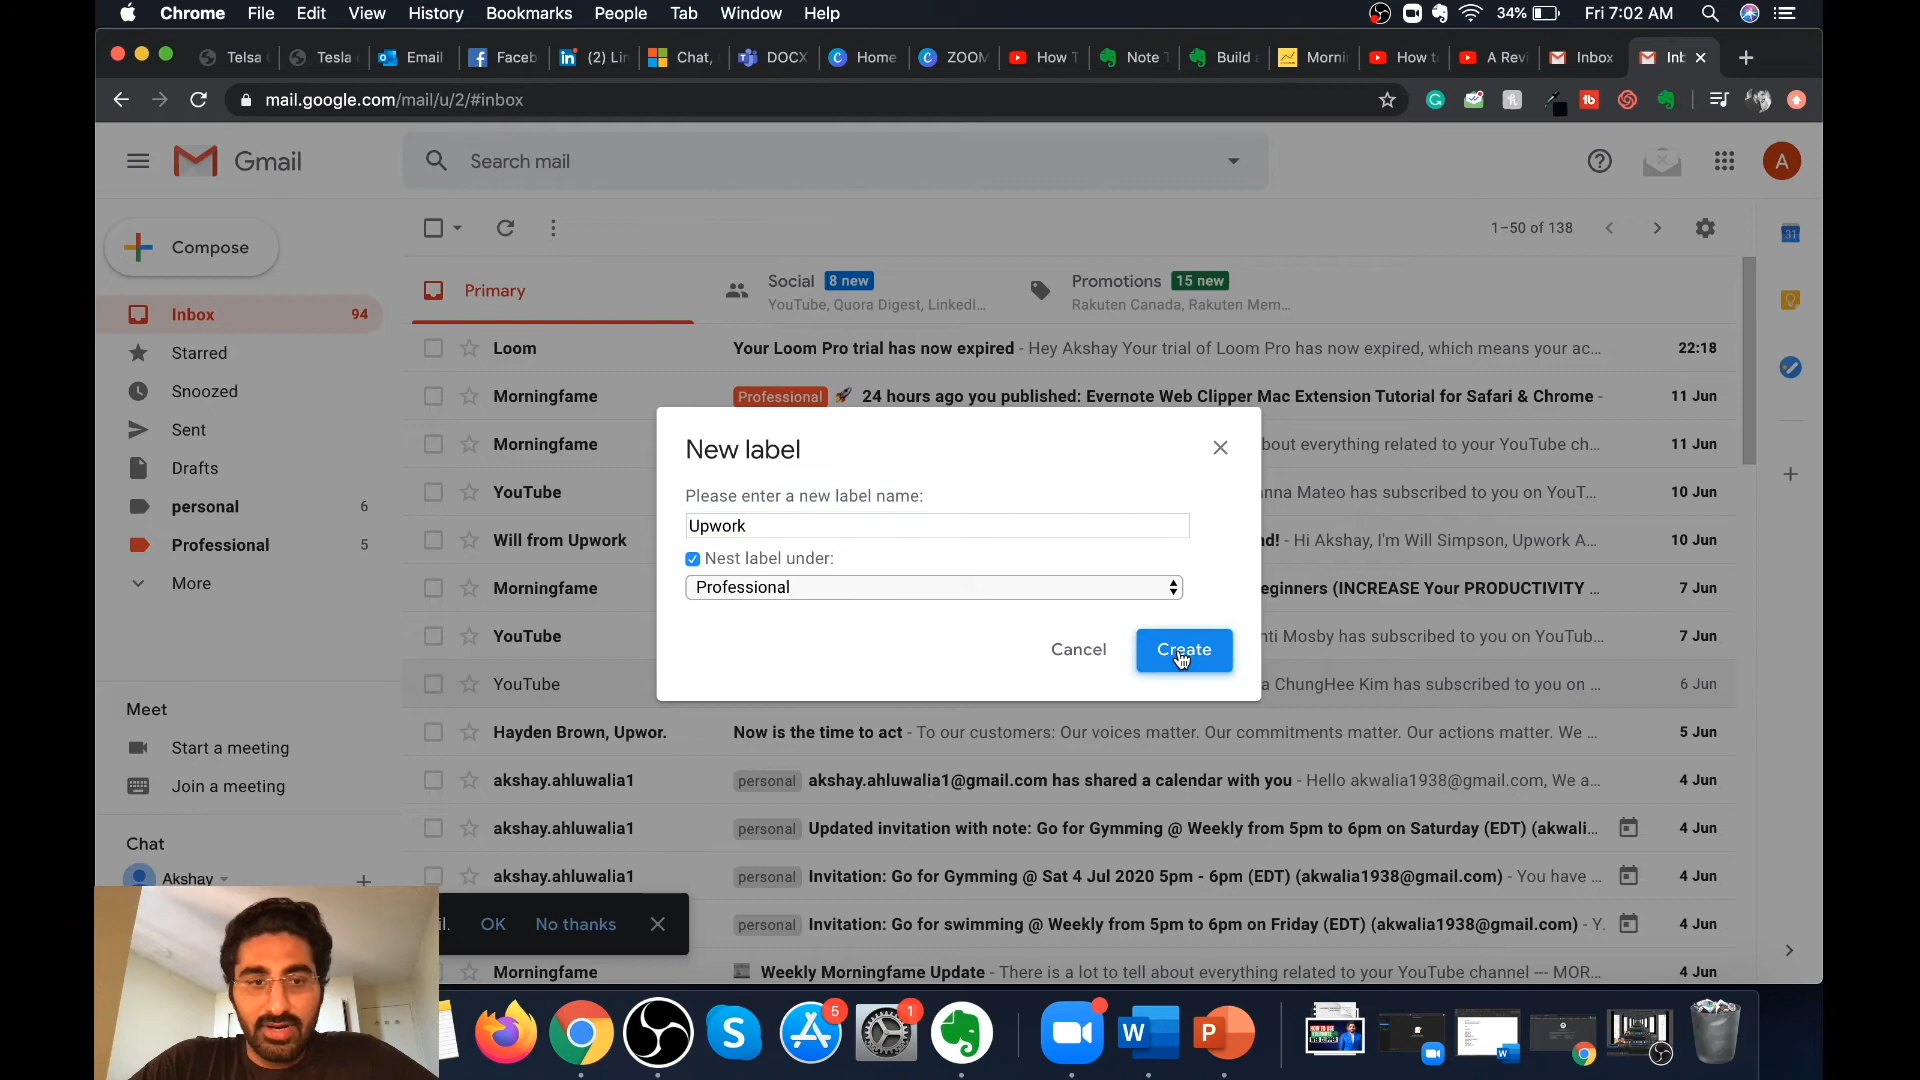 Chrome File Edit View History Bookmarks People Tab Window Help 34% Fri 7:02 AM
Telsa Tesla Email Faceb (2) Lin Chat, DOCX Home ZOOM How T Note Build Morni How to A Revi Inbox Inb
mail.google.com/mail/u/2/#inbox
Gmail Search mail A
Compose 1–50 of 138
Primary Social 8 new Promotions 15 new
YouTube, Quora Digest, LinkedI... Rakuten Canada, Rakuten Mem...
Inbox 94
Starred
Snoozed
Sent
Drafts
personal 6
Professional 5
More
Meet
Start a meeting
Join a meeting
Chat
Akshay
Loom Your Loom Pro trial has now expired - Hey Akshay Your trial of Loom Pro has now expired, which means your ac... 22:18
Morningfame Professional 🚀 24 hours ago you published: Evernote Web Clipper Mac Extension Tutorial for Safari & Chrome - 11 Jun
Morningfame bout everything related to your YouTube ch... 11 Jun
YouTube nna Mateo has subscribed to you on YouT... 10 Jun
Will from Upwork nd! - Hi Akshay, I'm Will Simpson, Upwork A... 10 Jun
Morningfame eginners (INCREASE Your PRODUCTIVITY ... 7 Jun
YouTube nti Mosby has subscribed to you on YouTub... 7 Jun
YouTube a ChungHee Kim has subscribed to you on ... 6 Jun
Hayden Brown, Upwor. Now is the time to act - To our customers: Our voices matter. Our commitments matter. Our actions matter. We ... 5 Jun
akshay.ahluwalia1 personal akshay.ahluwalia1@gmail.com has shared a calendar with you - Hello akwalia1938@gmail.com, We a... 4 Jun
akshay.ahluwalia1 personal Updated invitation with note: Go for Gymming @ Weekly from 5pm to 6pm on Saturday (EDT) (akwali... 4 Jun
akshay.ahluwalia1 personal Invitation: Go for Gymming @ Sat 4 Jul 2020 5pm - 6pm (EDT) (akwalia1938@gmail.com) - You have ... 4 Jun
personal Invitation: Go for swimming @ Weekly from 5pm to 6pm on Friday (EDT) (akwalia1938@gmail.com) - Y. 4 Jun
Morningfame Weekly Morningfame Update - There is a lot to tell about everything related to your YouTube channel --- MOR... 4 Jun
New label
Please enter a new label name:
Upwork
Nest label under:
Professional
Cancel Create
il. OK No thanks
5 1
HOW TO USE